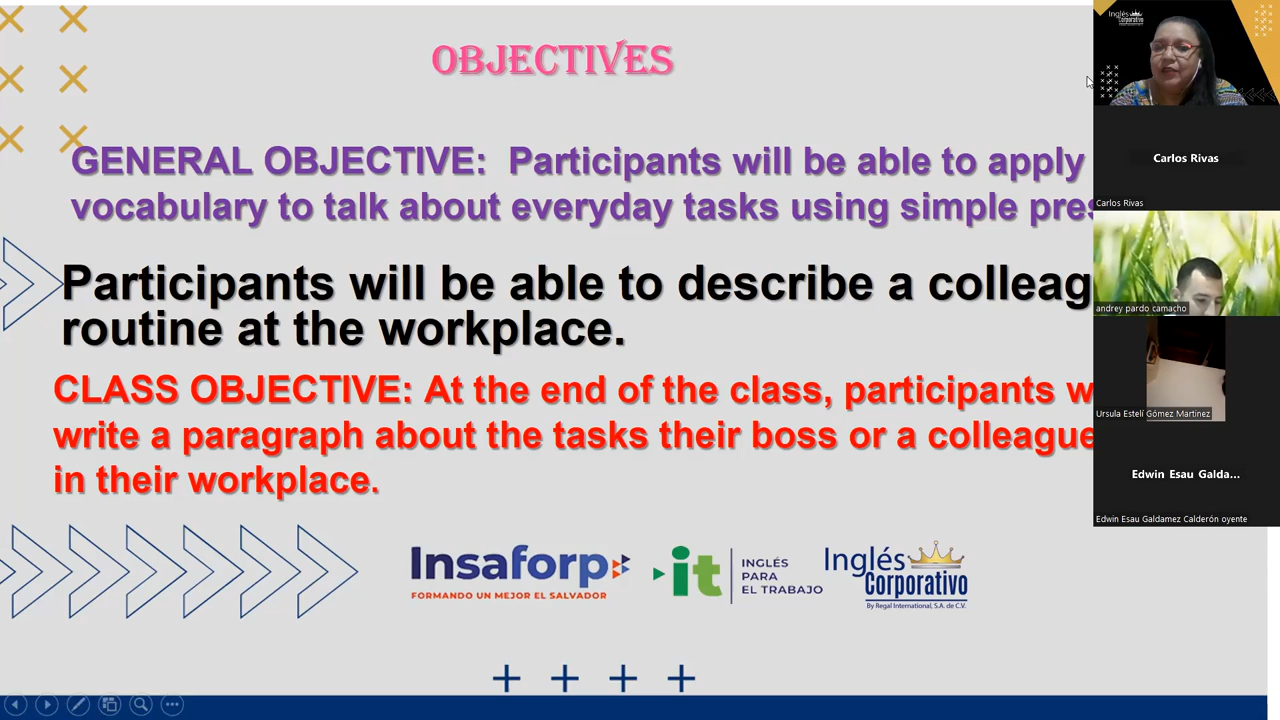 OBJECTIVES
GENERAL OBJECTIVE: Participants will be able to apply
vocabulary to talk about everyday tasks using simple pres
Participants will be able to describe a colleag
routine at the workplace.
CLASS OBJECTIVE: At the end of the class, participants w
write a paragraph about the tasks their boss or a colleague
in their workplace.
Insaforp
FORMANDO UN MEJOR EL SALVADOR
it
INGLÉS
PARA
EL TRABAJO
Inglés
Corporativo
By Regal International, S.A. de C.V.
Inglés
Corporativo
Carlos Rivas
Carlos Rivas
andrey pardo camacho
Ursula Estelí Gómez Martinez
Edwin Esau Galda...
Edwin Esau Galdamez Calderón oyente